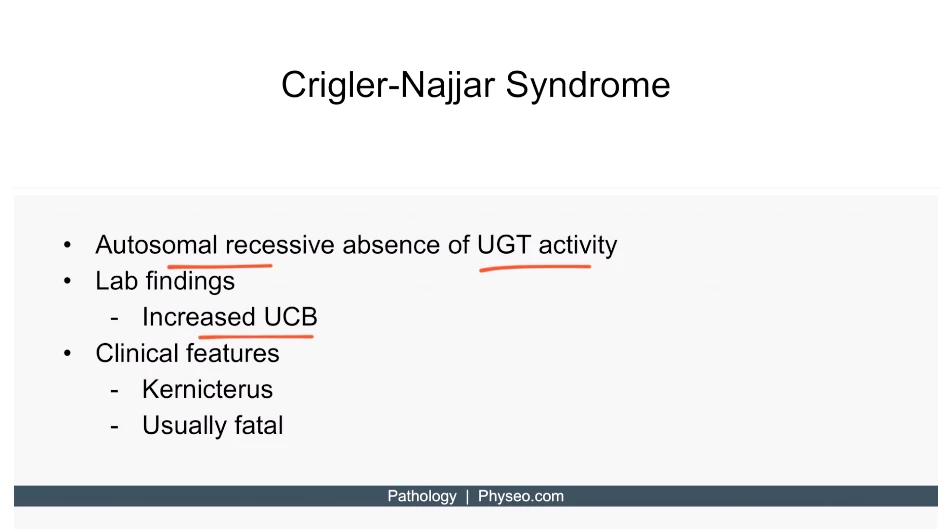 Crigler-Najjar Syndrome
• Autosomal recessive absence of UGT activity
• Lab findings
- Increased UCB
• Clinical features
- Kernicterus
- Usually fatal
Pathology | Physeo.com